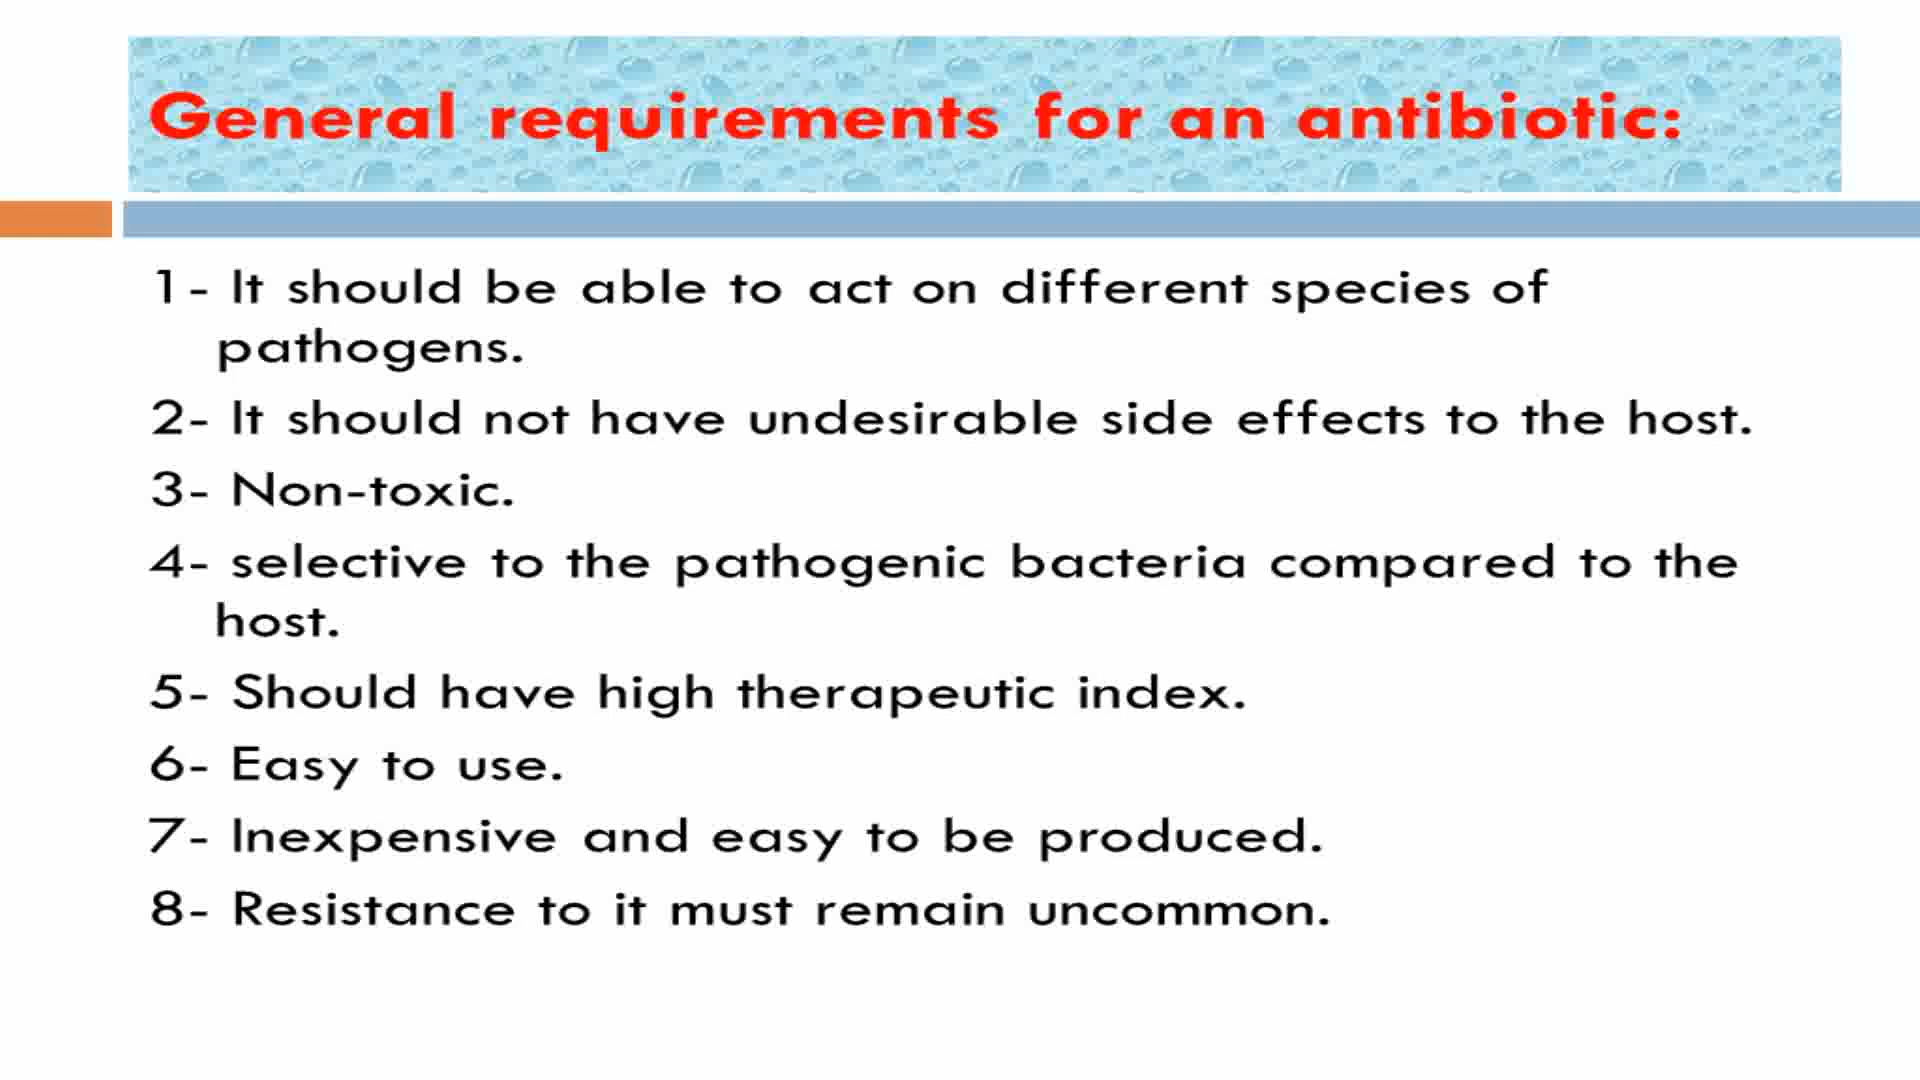 General requirements for an antibiotic:
1- It should be able to act on different species of
pathogens.
2- It should not have undesirable side effects to the host.
3- Non-toxic.
4- selective to the pathogenic bacteria compared to the
host.
5- Should have high therapeutic index.
6- Easy to use.
7- Inexpensive and easy to be produced.
8- Resistance to it must remain uncommon.